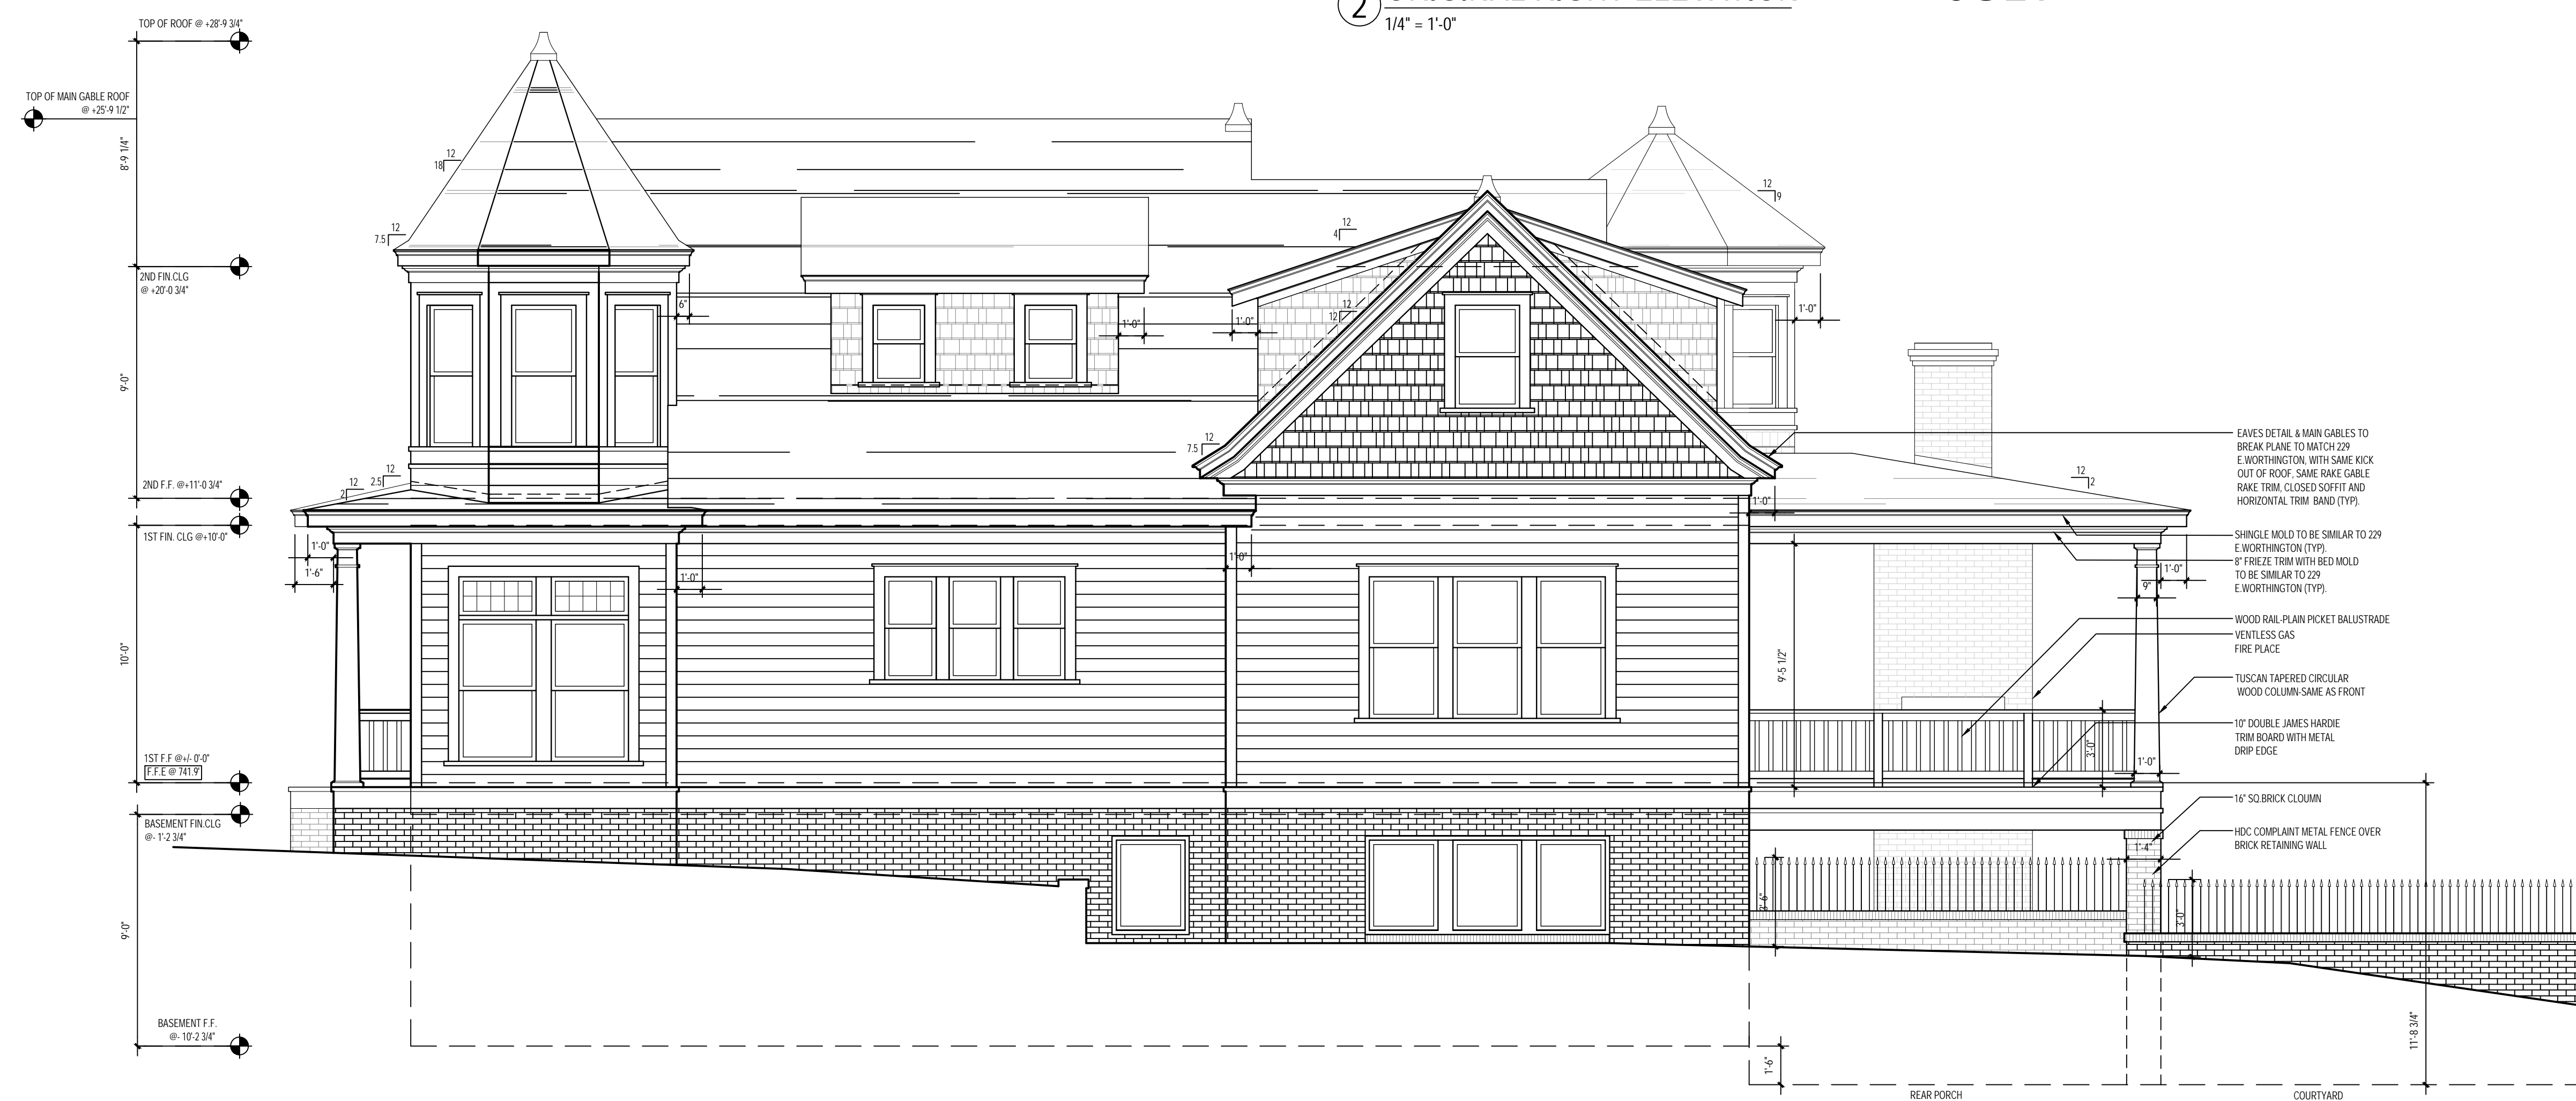 2
1/4" = 1'-0"
TOP OF ROOF @ +28'-9 3/4"
TOP OF MAIN GABLE ROOF
@ +25'-9 1/2"
8'-9 1/4"
2ND FIN.CLG
@ +20'-0 3/4"
9'-0"
2ND F.F. @+11'-0 3/4"
1ST FIN. CLG @+10'-0"
10'-0"
1ST F.F @+/- 0'-0"
F.F.E @ 741.9'
BASEMENT FIN.CLG
@- 1'-2 3/4"
9'-0"
BASEMENT F.F.
@- 10'-2 3/4"
12
18
12
7.5
12
2
12
2.5
6"
1'-0"
1'-0"
12
4
12
12
12
7.5
12
9
1'-0"
12
2
1'-0"
1'-0"
1'-6"
1'-0"
1'-0"
9'-5 1/2"
1'-0"
9"
3'-0"
1'-0"
1'-4"
3'-6"
3'-0"
11'-8 3/4"
1'-6"
EAVES DETAIL & MAIN GABLES TO
BREAK PLANE TO MATCH 229
E.WORTHINGTON, WITH SAME KICK
OUT OF ROOF, SAME RAKE GABLE
RAKE TRIM, CLOSED SOFFIT AND
HORIZONTAL TRIM BAND (TYP).
SHINGLE MOLD TO BE SIMILAR TO 229
E.WORTHINGTON (TYP).
8" FRIEZE TRIM WITH BED MOLD
TO BE SIMILAR TO 229
E.WORTHINGTON (TYP).
WOOD RAIL-PLAIN PICKET BALUSTRADE
VENTLESS GAS
FIRE PLACE
TUSCAN TAPERED CIRCULAR
WOOD COLUMN-SAME AS FRONT
10" DOUBLE JAMES HARDIE
TRIM BOARD WITH METAL
DRIP EDGE
16" SQ.BRICK CLOUMN
HDC COMPLAINT METAL FENCE OVER
BRICK RETAINING WALL
REAR PORCH
COURTYARD